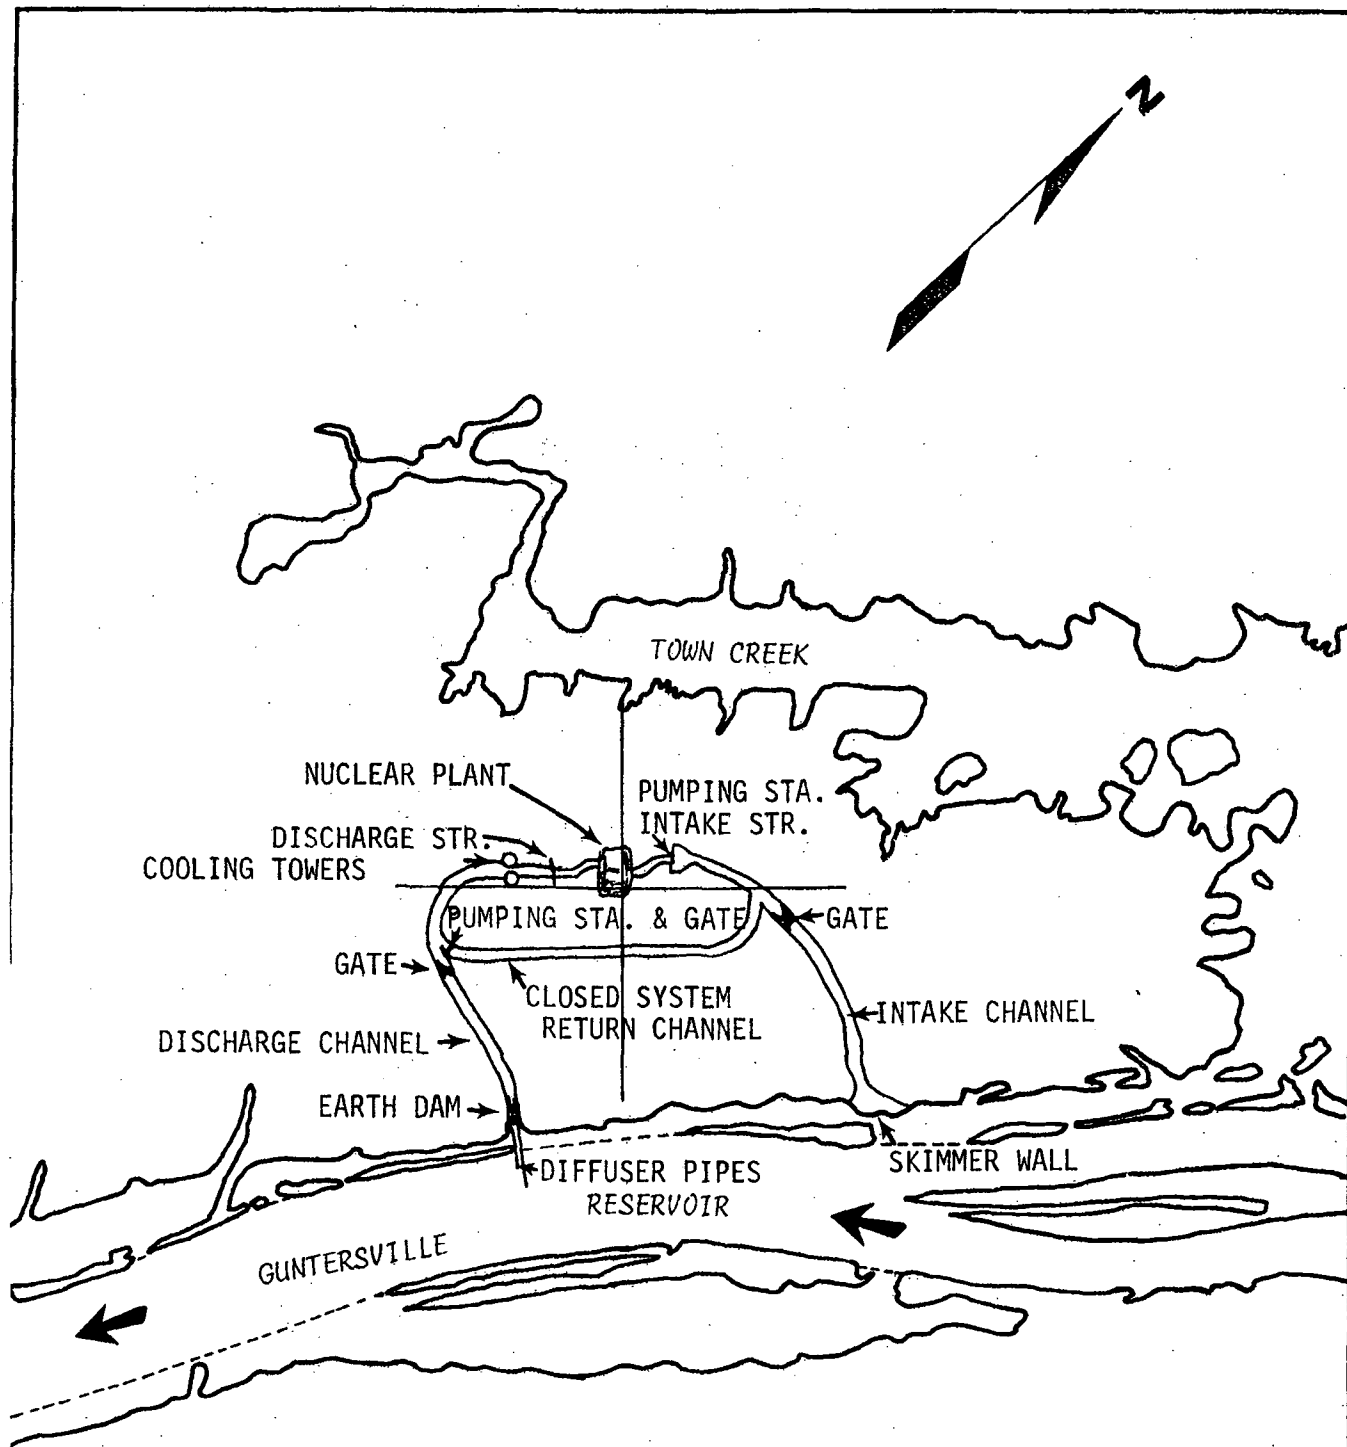 N
TOWN CREEK
NUCLEAR PLANT
PUMPING STA.
INTAKE STR.
DISCHARGE STR.
COOLING TOWERS
PUMPING STA. & GATE
GATE
GATE
CLOSED SYSTEM
RETURN CHANNEL
INTAKE CHANNEL
DISCHARGE CHANNEL
EARTH DAM
SKIMMER WALL
DIFFUSER PIPES
RESERVOIR
GUNTERSVILLE